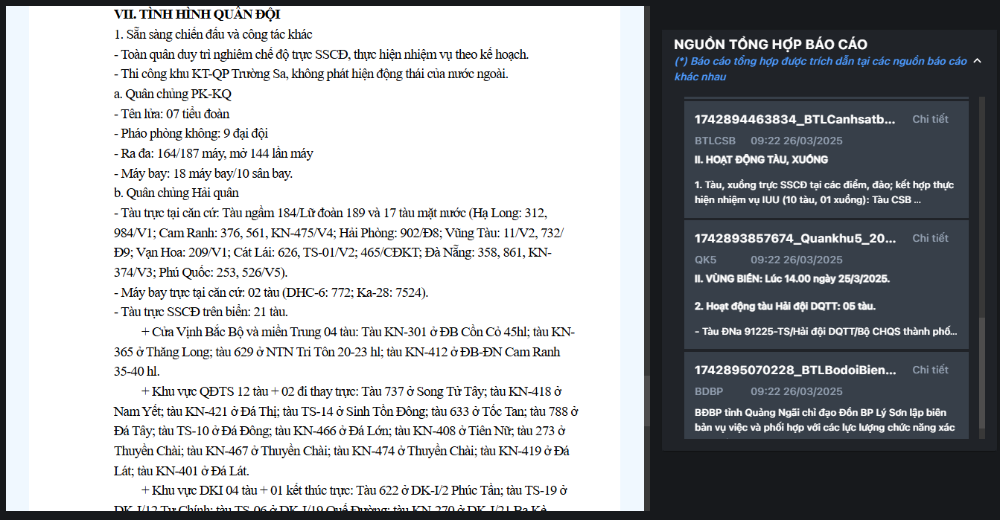 VII. TÌNH HÌNH QUÂN ĐỘI
1. Sẵn sàng chiến đấu và công tác khác
- Toàn quân duy trì nghiêm chế độ trực SSCĐ, thực hiện nhiệm vụ theo kế hoạch.
- Thi công khu KT-QP Trường Sa, không phát hiện động thái của nước ngoài.
a. Quân chủng PK-KQ
- Tên lửa: 07 tiểu đoàn
- Pháo phòng không: 9 đại đội
- Ra đa: 164/187 máy, mở 144 lần máy
- Máy bay: 18 máy bay/10 sân bay.
b. Quân chủng Hải quân
- Tàu trực tại căn cứ: Tàu ngầm 184/Lữ đoàn 189 và 17 tàu mặt nước (Hạ Long: 312,
984/V1; Cam Ranh: 376, 561, KN-475/V4; Hải Phòng: 902/Đ8; Vũng Tàu: 11/V2, 732/
Đ9; Vạn Hoa: 209/V1; Cát Lái: 626, TS-01/V2; 465/CĐKT; Đà Nẵng: 358, 861, KN-
374/V3; Phú Quốc: 253, 526/V5).
- Máy bay trực tại căn cứ: 02 tàu (DHC-6: 772; Ka-28: 7524).
- Tàu trực SSCĐ trên biển: 21 tàu.
+ Cửa Vịnh Bắc Bộ và miền Trung 04 tàu: Tàu KN-301 ở ĐB Cồn Cỏ 45hl; tàu KN-
365 ở Thăng Long; tàu 629 ở NTN Tri Tôn 20-23 hl; tàu KN-412 ở ĐB-ĐN Cam Ranh
35-40 hl.
+ Khu vực QĐTS 12 tàu + 02 đi thay trực: Tàu 737 ở Song Tử Tây; tàu KN-418 ở
Nam Yết; tàu KN-421 ở Đá Thị; tàu TS-14 ở Sinh Tồn Đông; tàu 633 ở Tốc Tan; tàu 788 ở
Đá Tây; tàu TS-10 ở Đá Đông; tàu KN-466 ở Đá Lớn; tàu KN-408 ở Tiên Nữ; tàu 273 ở
Thuyền Chài; tàu KN-467 ở Thuyền Chài; tàu KN-474 ở Thuyền Chài; tàu KN-419 ở Đá
Lát; tàu KN-401 ở Đá Lát.
+ Khu vực DKI 04 tàu + 01 kết thúc trực: Tàu 622 ở DK-I/2 Phúc Tần; tàu TS-19 ở
DK-I/12 Tư Chính; tàu TS-06 ở DK-I/19 Quế Đường; tàu KN-270 ở DK-I/21 Ba Kè
NGUỒN TỔNG HỢP BÁO CÁO
(*) Báo cáo tổng hợp được trích dẫn tại các nguồn báo cáo
khác nhau
1742894463834_BTLCanhsatb... Chi tiết
BTLCSB 09:22 26/03/2025
II. HOẠT ĐỘNG TÀU, XUỒNG
1. Tàu, xuồng trực SSCĐ tại các điểm, đảo; kết hợp thực
hiện nhiệm vụ IUU (10 tàu, 01 xuồng): Tàu CSB ...
1742893857674_Quankhu5_20... Chi tiết
QK5 09:22 26/03/2025
II. VÙNG BIỂN: Lúc 14.00 ngày 25/3/2025.
2. Hoạt động tàu Hải đội DQTT: 05 tàu.
- Tàu ĐNa 91225-TS/Hải đội DQTT/Bộ CHQS thành phố...
1742895070228_BTLBodoiBien... Chi tiết
BDBP 09:22 26/03/2025
BĐBP tỉnh Quảng Ngãi chỉ đạo Đồn BP Lý Sơn lập biên
bản vụ việc và phối hợp với các lực lượng chức năng xác